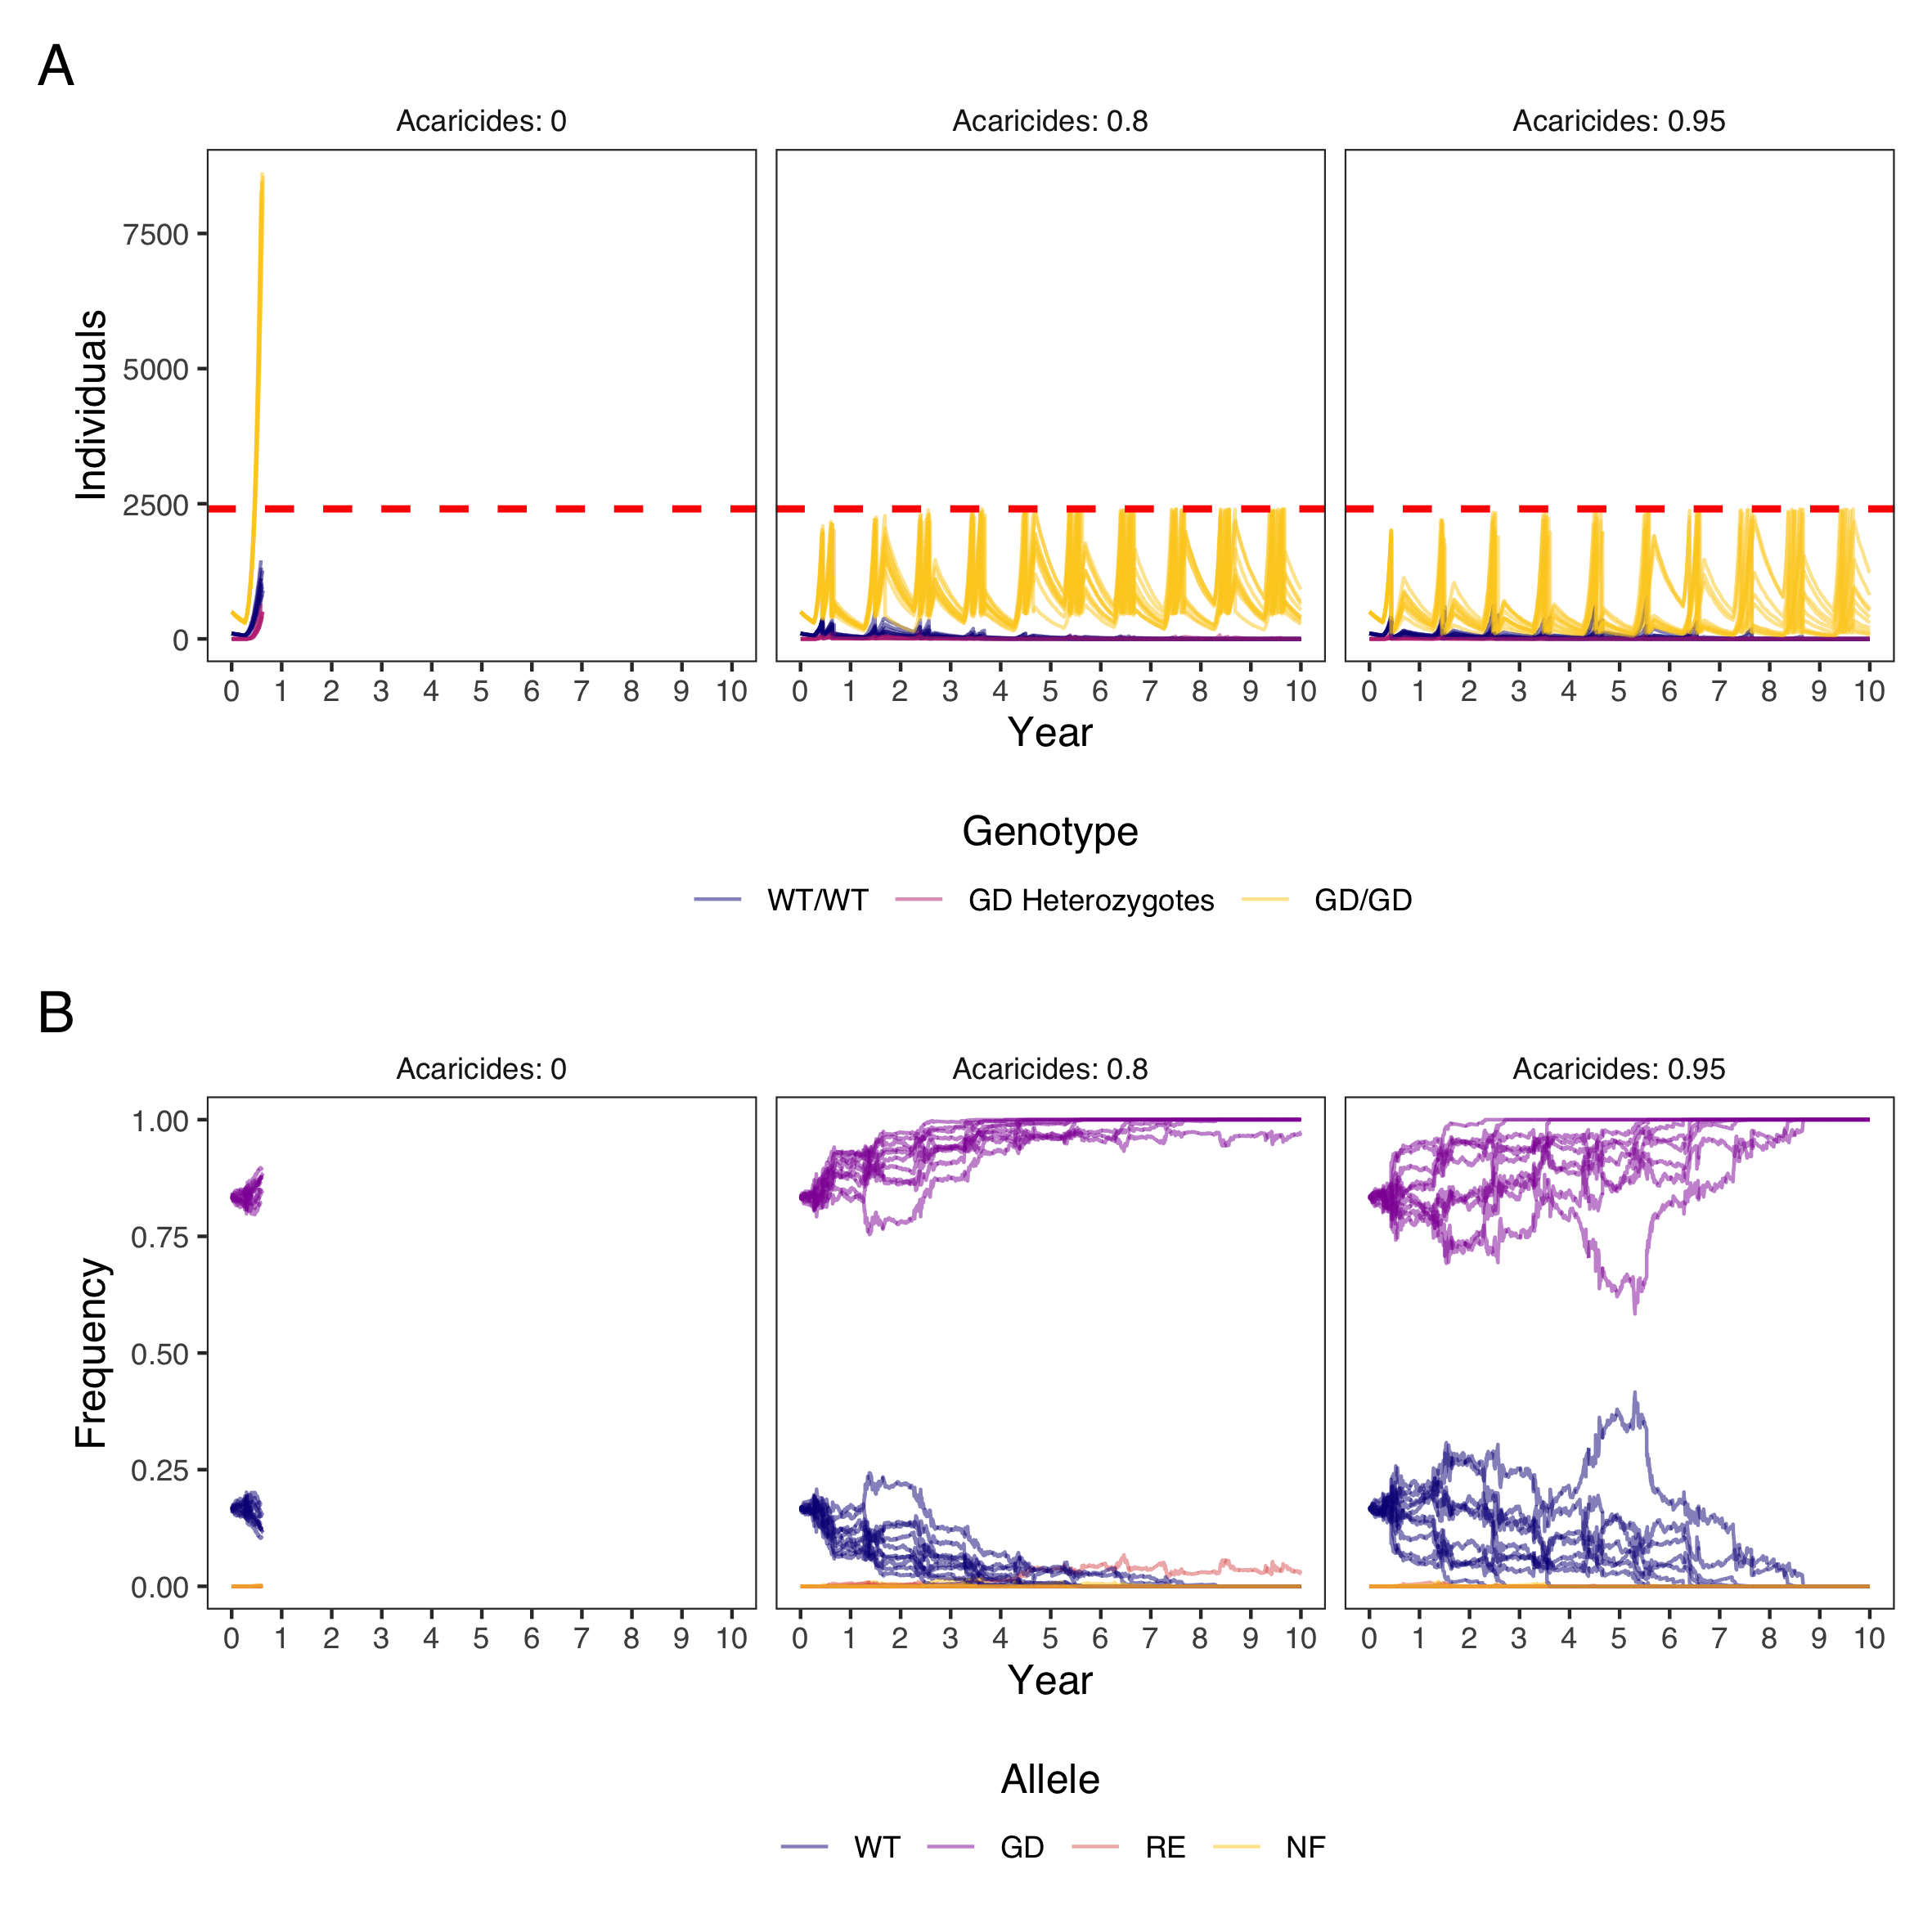 A
Acaricides: 0 Acaricides: 0.8 Acaricides: 0.95
Individuals
7500
5000
2500
0
0 1 2 3 4 5 6 7 8 9 10 0 1 2 3 4 5 6 7 8 9 10 0 1 2 3 4 5 6 7 8 9 10
Year
Genotype
WT/WT GD Heterozygotes GD/GD
B
Acaricides: 0 Acaricides: 0.8 Acaricides: 0.95
Frequency
1.00
0.75
0.50
0.25
0.00
0 1 2 3 4 5 6 7 8 9 10 0 1 2 3 4 5 6 7 8 9 10 0 1 2 3 4 5 6 7 8 9 10
Year
Allele
WT GD RE NF